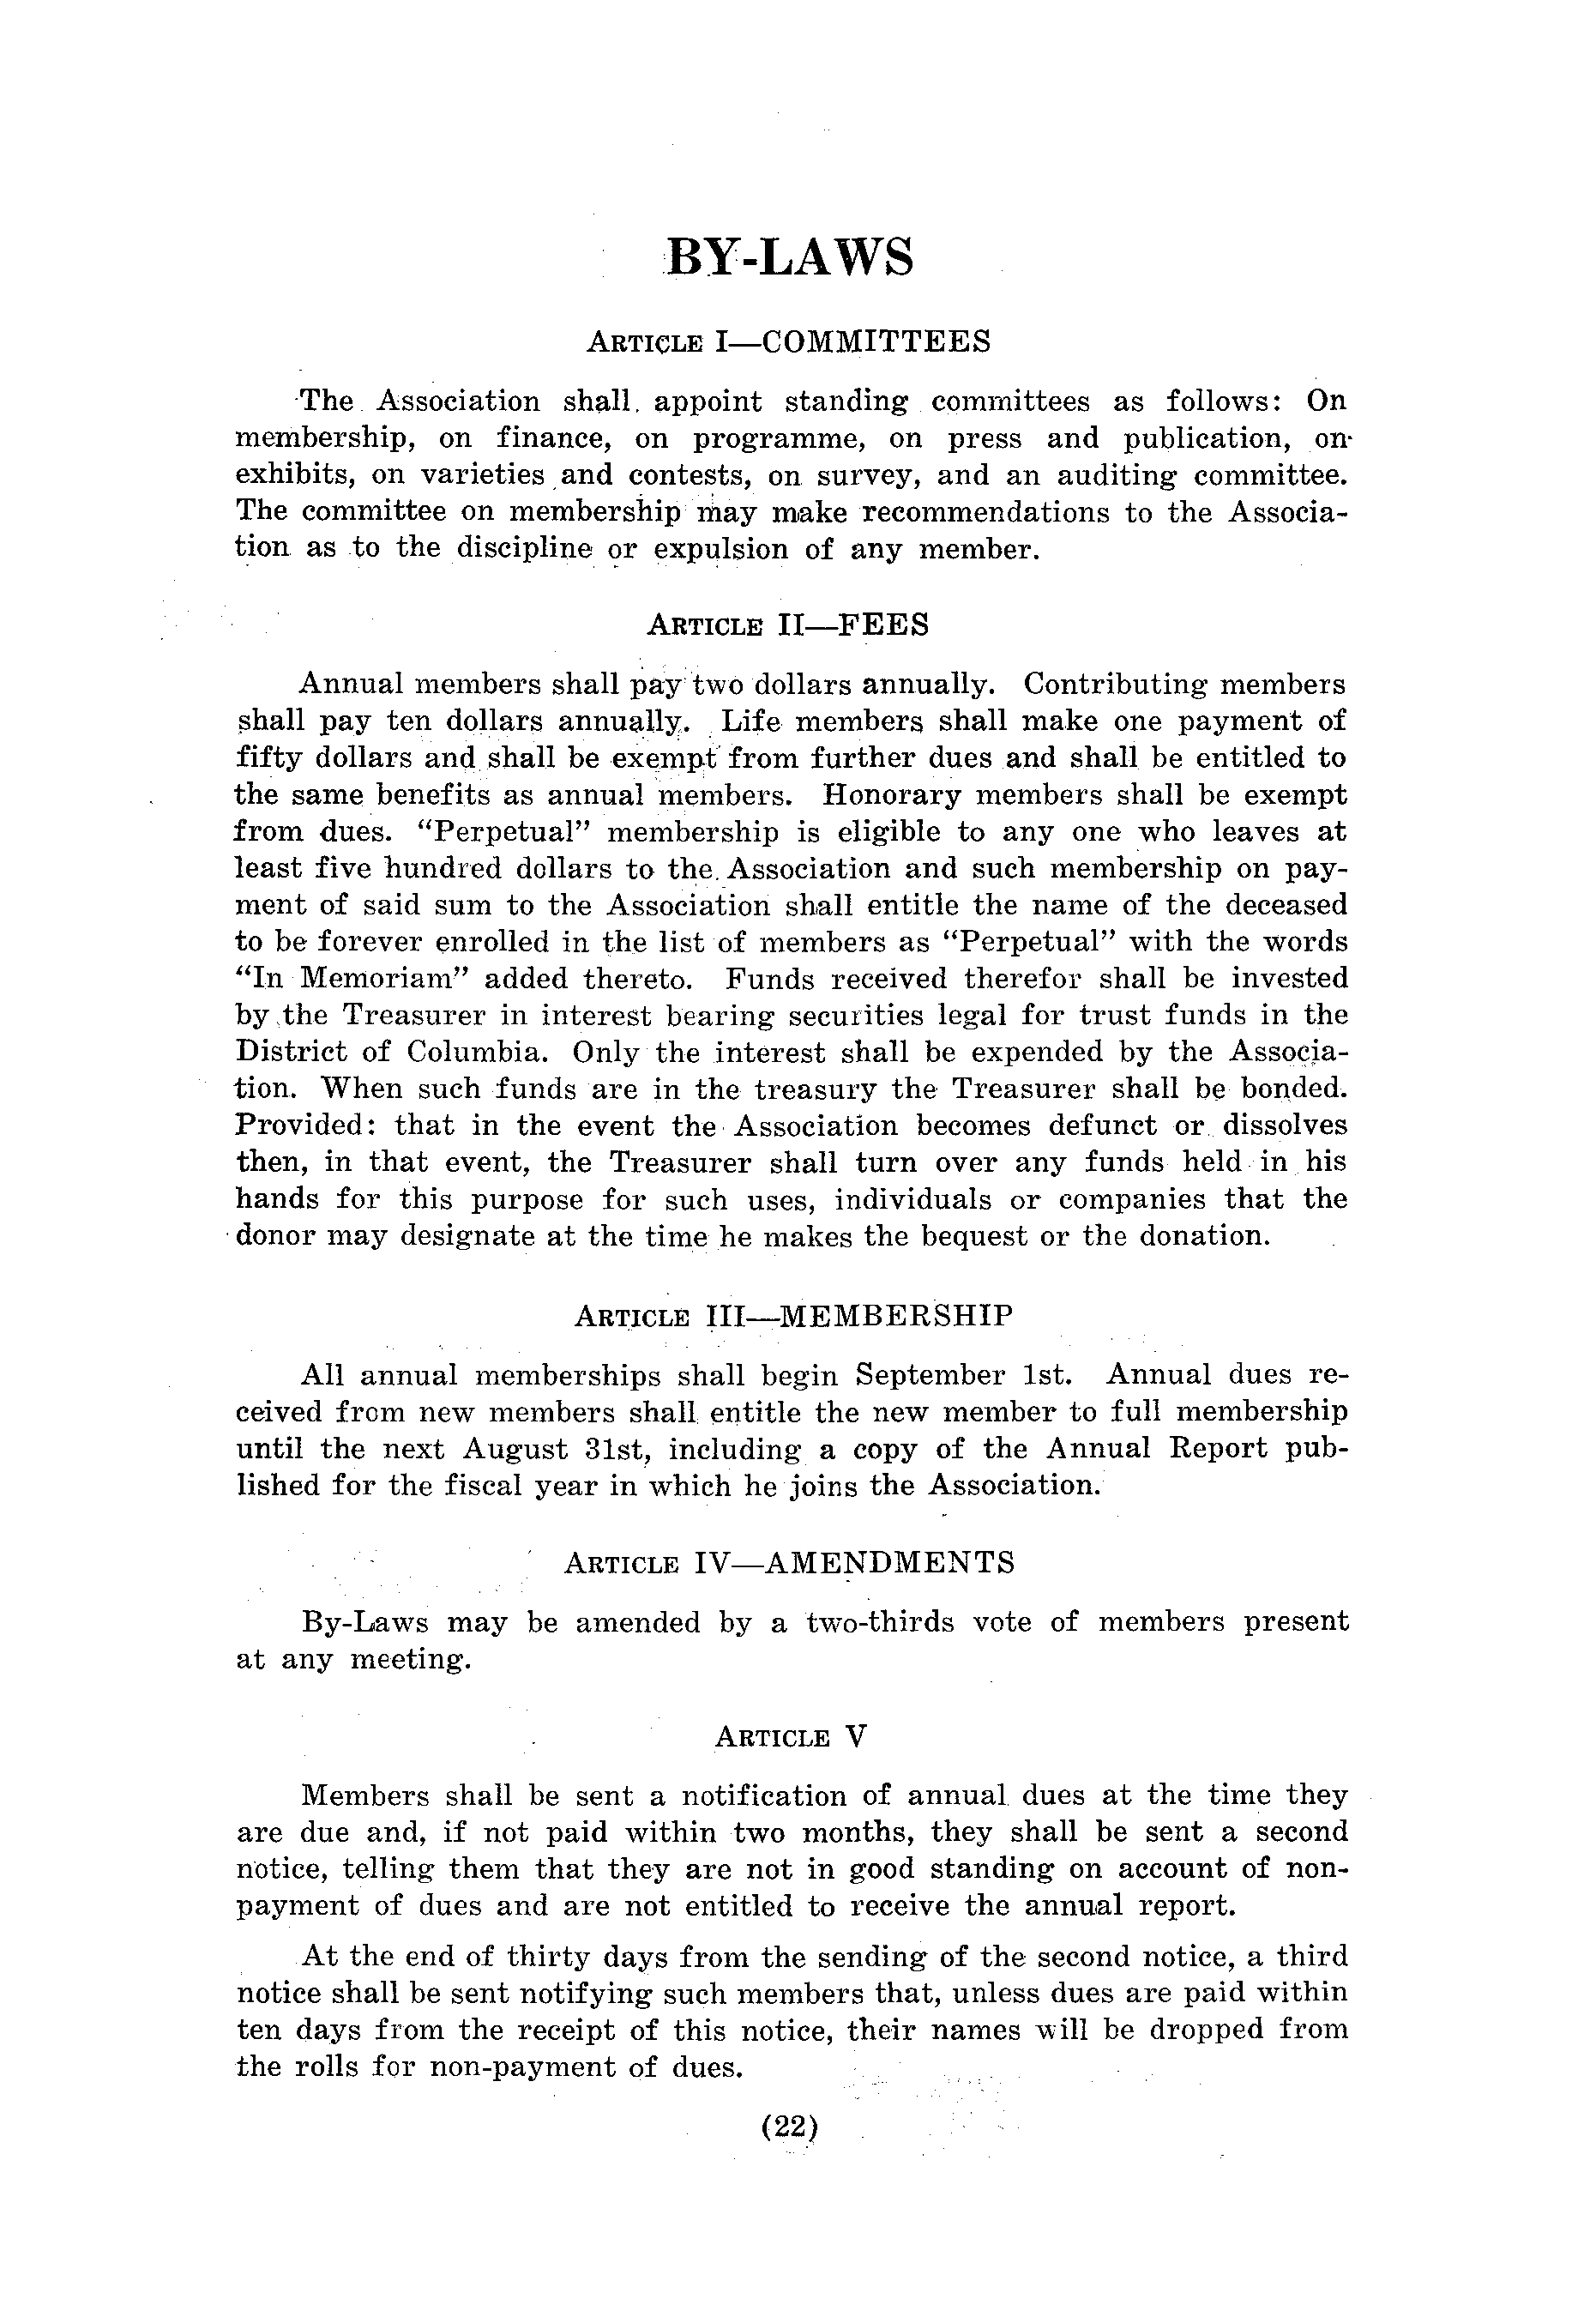 BY-LAWS
ARTICLE I—COMMITTEES
The Association shall appoint standing committees as follows: On
membership, on finance, on programme, on press and publication, on
exhibits, on varieties and contests, on survey, and an auditing committee.
The committee on membership may make recommendations to the Associa-
tion as to the discipline or expulsion of any member.
ARTICLE II—FEES
Annual members shall pay two dollars annually. Contributing members
shall pay ten dollars annually. Life members shall make one payment of
fifty dollars and shall be exempt from further dues and shall be entitled to
the same benefits as annual members. Honorary members shall be exempt
from dues. “Perpetual” membership is eligible to any one who leaves at
least five hundred dollars to the Association and such membership on pay-
ment of said sum to the Association shall entitle the name of the deceased
to be forever enrolled in the list of members as “Perpetual” with the words
“In Memoriam” added thereto. Funds received therefor shall be invested
by the Treasurer in interest bearing securities legal for trust funds in the
District of Columbia. Only the interest shall be expended by the Associa-
tion. When such funds are in the treasury the Treasurer shall be bonded.
Provided: that in the event the Association becomes defunct or dissolves
then, in that event, the Treasurer shall turn over any funds held in his
hands for this purpose for such uses, individuals or companies that the
donor may designate at the time he makes the bequest or the donation.
ARTICLE III—MEMBERSHIP
All annual memberships shall begin September 1st. Annual dues re-
ceived from new members shall entitle the new member to full membership
until the next August 31st, including a copy of the Annual Report pub-
lished for the fiscal year in which he joins the Association.
ARTICLE IV—AMENDMENTS
By-Laws may be amended by a two-thirds vote of members present
at any meeting.
ARTICLE V
Members shall be sent a notification of annual dues at the time they
are due and, if not paid within two months, they shall be sent a second
notice, telling them that they are not in good standing on account of non-
payment of dues and are not entitled to receive the annual report.
At the end of thirty days from the sending of the second notice, a third
notice shall be sent notifying such members that, unless dues are paid within
ten days from the receipt of this notice, their names will be dropped from
the rolls for non-payment of dues.
(22)